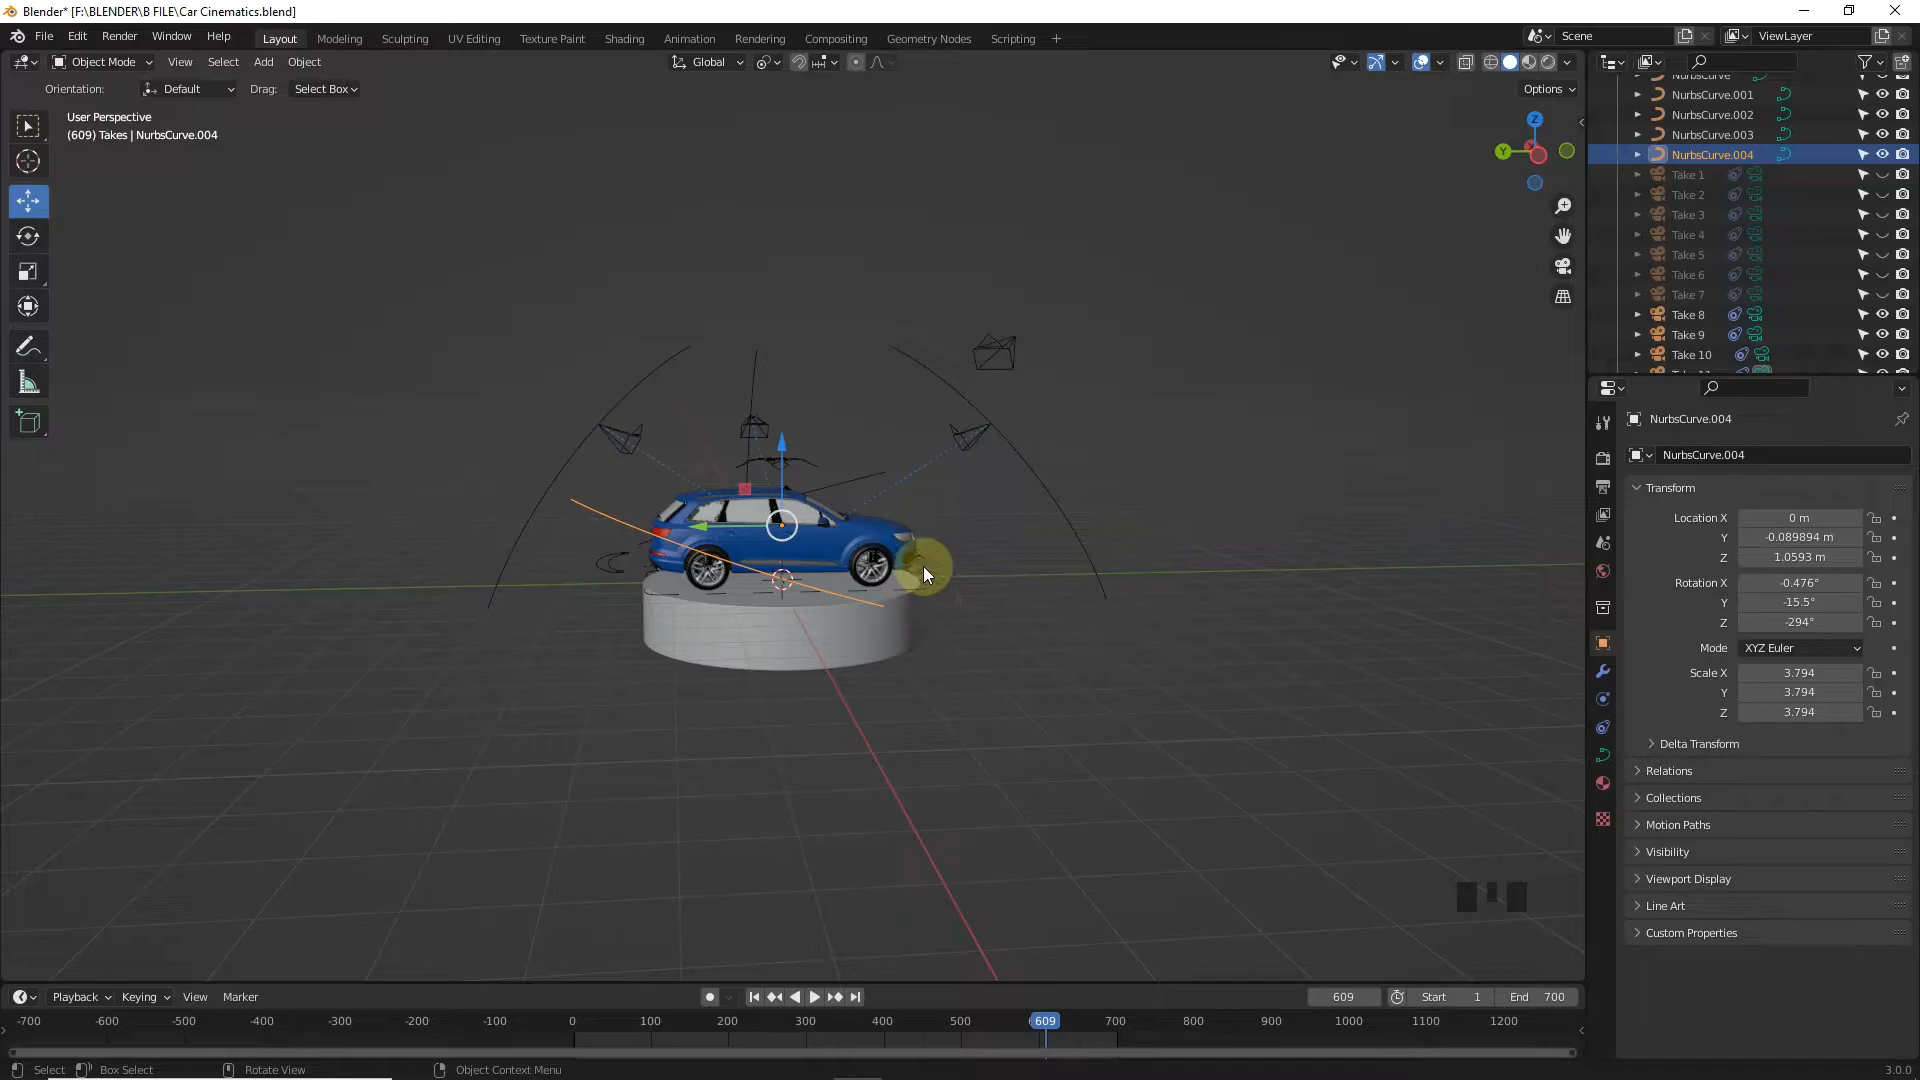 Blender* [F:\BLENDER\B FILE\Car Cinematics.blend]
File Edit Render Window Help Layout Modeling Sculpting UV Editing Texture Paint Shading Animation Rendering Compositing Geometry Nodes Scripting + Scene ViewLayer
Object Mode View Select Add Object Global
Orientation: Default Drag: Select Box Options
User Perspective
(609) Takes | NurbsCurve.004
Z
Y
NurbsCurve
NurbsCurve.001
NurbsCurve.002
NurbsCurve.003
NurbsCurve.004
Take 1
Take 2
Take 3
Take 4
Take 5
Take 6
Take 7
Take 8
Take 9
Take 10
NurbsCurve.004
NurbsCurve.004
Transform
Location X 0 m
Y -0.089894 m
Z 1.0593 m
Rotation X -0.476°
Y -15.5°
Z -294°
Mode XYZ Euler
Scale X 3.794
Y 3.794
Z 3.794
Delta Transform
Relations
Collections
Motion Paths
Visibility
Viewport Display
Line Art
Custom Properties
Playback Keying View Marker 609 Start 1 End 700
-700 -600 -500 -400 -300 -200 -100 0 100 200 300 400 500 609 700 800 900 1000 1100 1200
Select Box Select Rotate View Object Context Menu 3.0.0